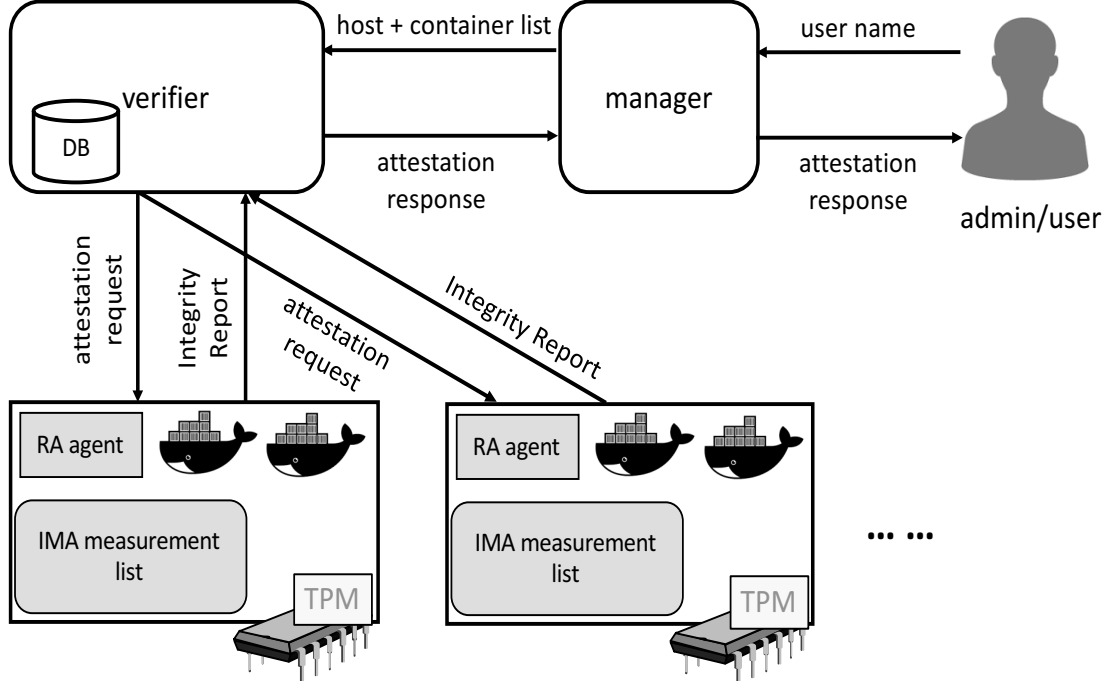 host + container list
user name
verifier
manager
DB
attestation
response
attestation
response
admin/user
attestation
request
Integrity
Report
attestation
request
Integrity Report
RA agent
RA agent
IMA measurement
list
IMA measurement
list
... ...
TPM
TPM